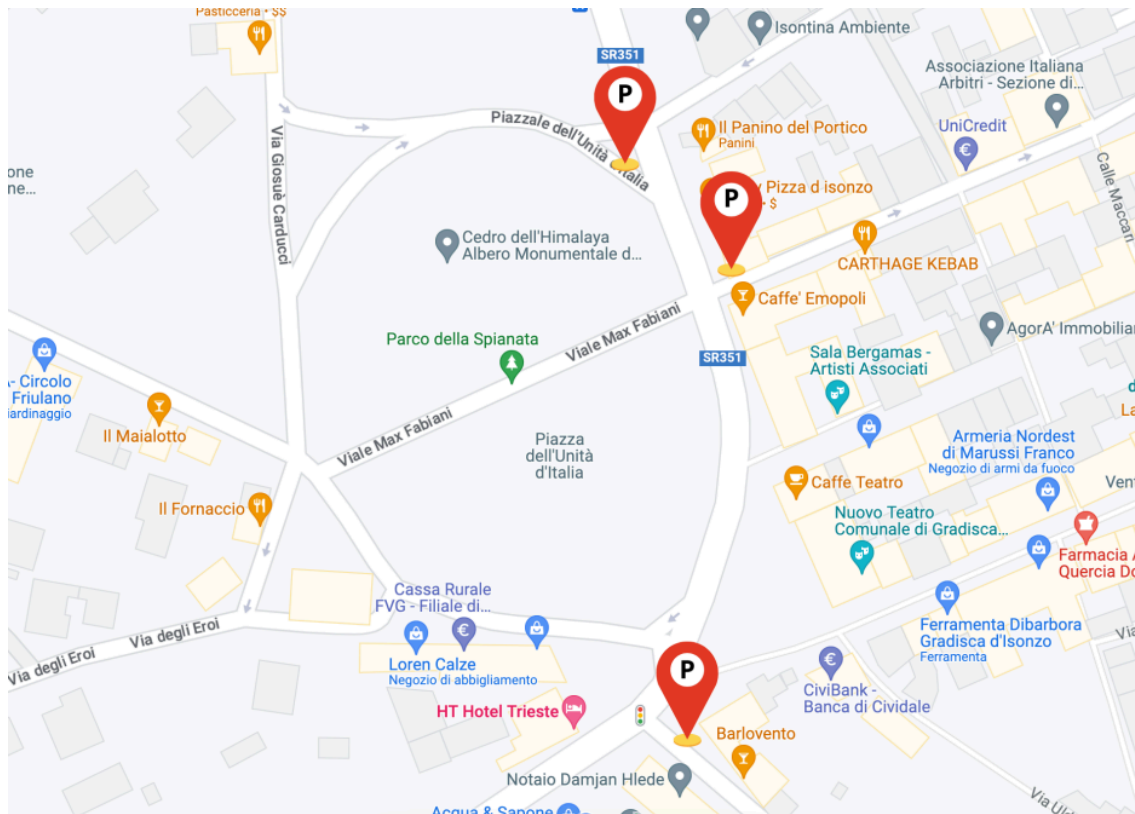 Pasticceria • $$
Isontina Ambiente
SR351
Associazione Italiana
Arbitri - Sezione di...
P
Piazzale dell'Unità d'Italia
Il Panino del Portico
Panini
UniCredit
Via Giosuè Carducci
one
ne...
Calle Maccari
P
Pizza d isonzo
• $
Cedro dell'Himalaya
Albero Monumentale d...
CARTHAGE KEBAB
Caffe' Emopoli
Viale Max Fabiani
Parco della Spianata
AgorA' Immobiliar
SR351
Sala Bergamas -
Artisti Associati
A- Circolo
Friulano
iardinaggio
d
La
Il Maialotto
Viale Max Fabiani
Piazza
dell'Unità
d'Italia
Armeria Nordest
di Marussi Franco
Negozio di armi da fuoco
Caffe Teatro
Vent
Il Fornaccio
Nuovo Teatro
Comunale di Gradisca...
Farmacia A
Quercia Do
Cassa Rurale
FVG - Filiale di...
Ferramenta Dibarbora
Gradisca d'Isonzo
Ferramenta
Via degli Eroi
Via degli Eroi
Via
Loren Calze
Negozio di abbigliamento
P
CiviBank -
Banca di Cividale
HT Hotel Trieste
Barlovento
Notaio Damjan Hlede
Acqua & Sapone
Via Ul